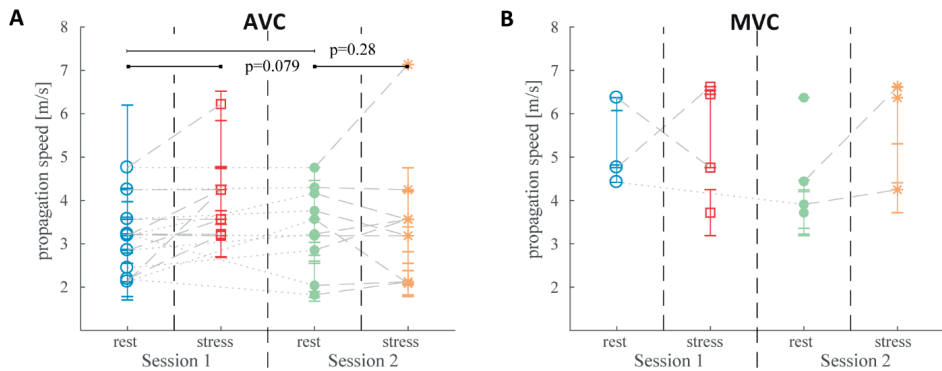 A
AVC
8
7
6
5
4
3
2
propagation speed [m/s]
p=0.28
p=0.079
rest
stress
rest
stress
Session 1
Session 2
B
MVC
8
7
6
5
4
3
2
propagation speed [m/s]
rest
stress
rest
stress
Session 1
Session 2